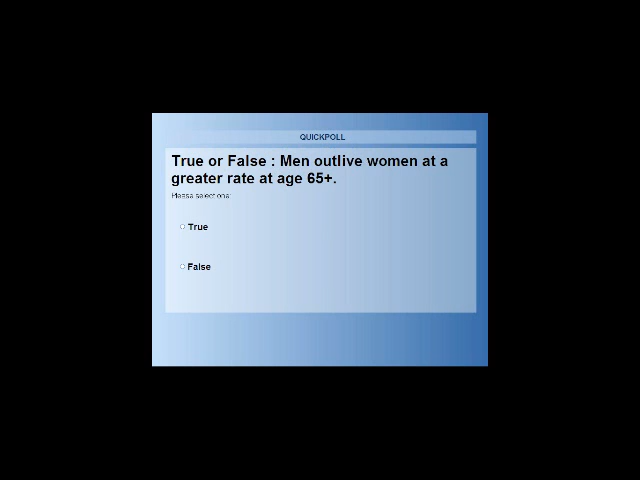 QUICKPOLL
True or False : Men outlive women at a
greater rate at age 65+.
Please select one:
True
False